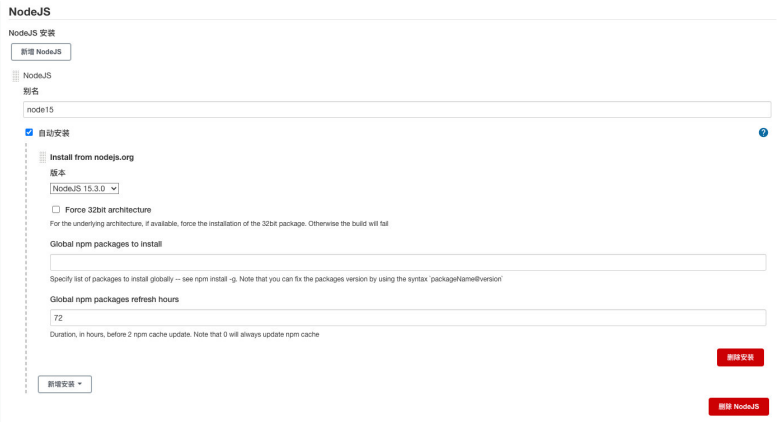 NodeJS
NodeJS 安装
新增 NodeJS
NodeJS
别名
node15
自动安装
?
Install from nodejs.org
版本
NodeJS 15.3.0
Force 32bit architecture
For the underlying architecture, if available, force the installation of the 32bit package. Otherwise the build will fail
Global npm packages to install
Specify list of packages to install globally -- see npm install -g. Note that you can fix the packages version by using the syntax `packageName@version`
Global npm packages refresh hours
72
Duration, in hours, before 2 npm cache update. Note that 0 will always update npm cache
删除安装
新增安装
删除 NodeJS